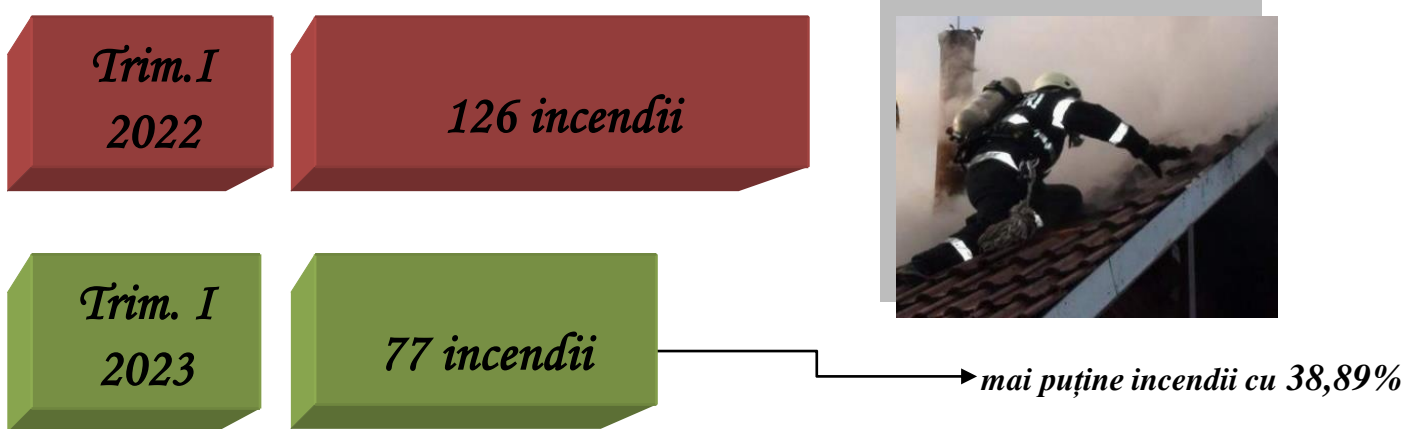 Trim.I
2022
126 incendii
Trim. I
2023
77 incendii
mai puține incendii cu 38,89%